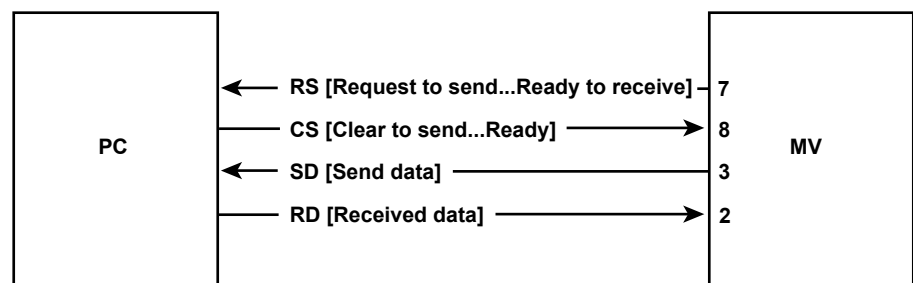 RS [Request to send...Ready to receive] 7
CS [Clear to send...Ready] 8
PC
MV
SD [Send data] 3
RD [Received data] 2